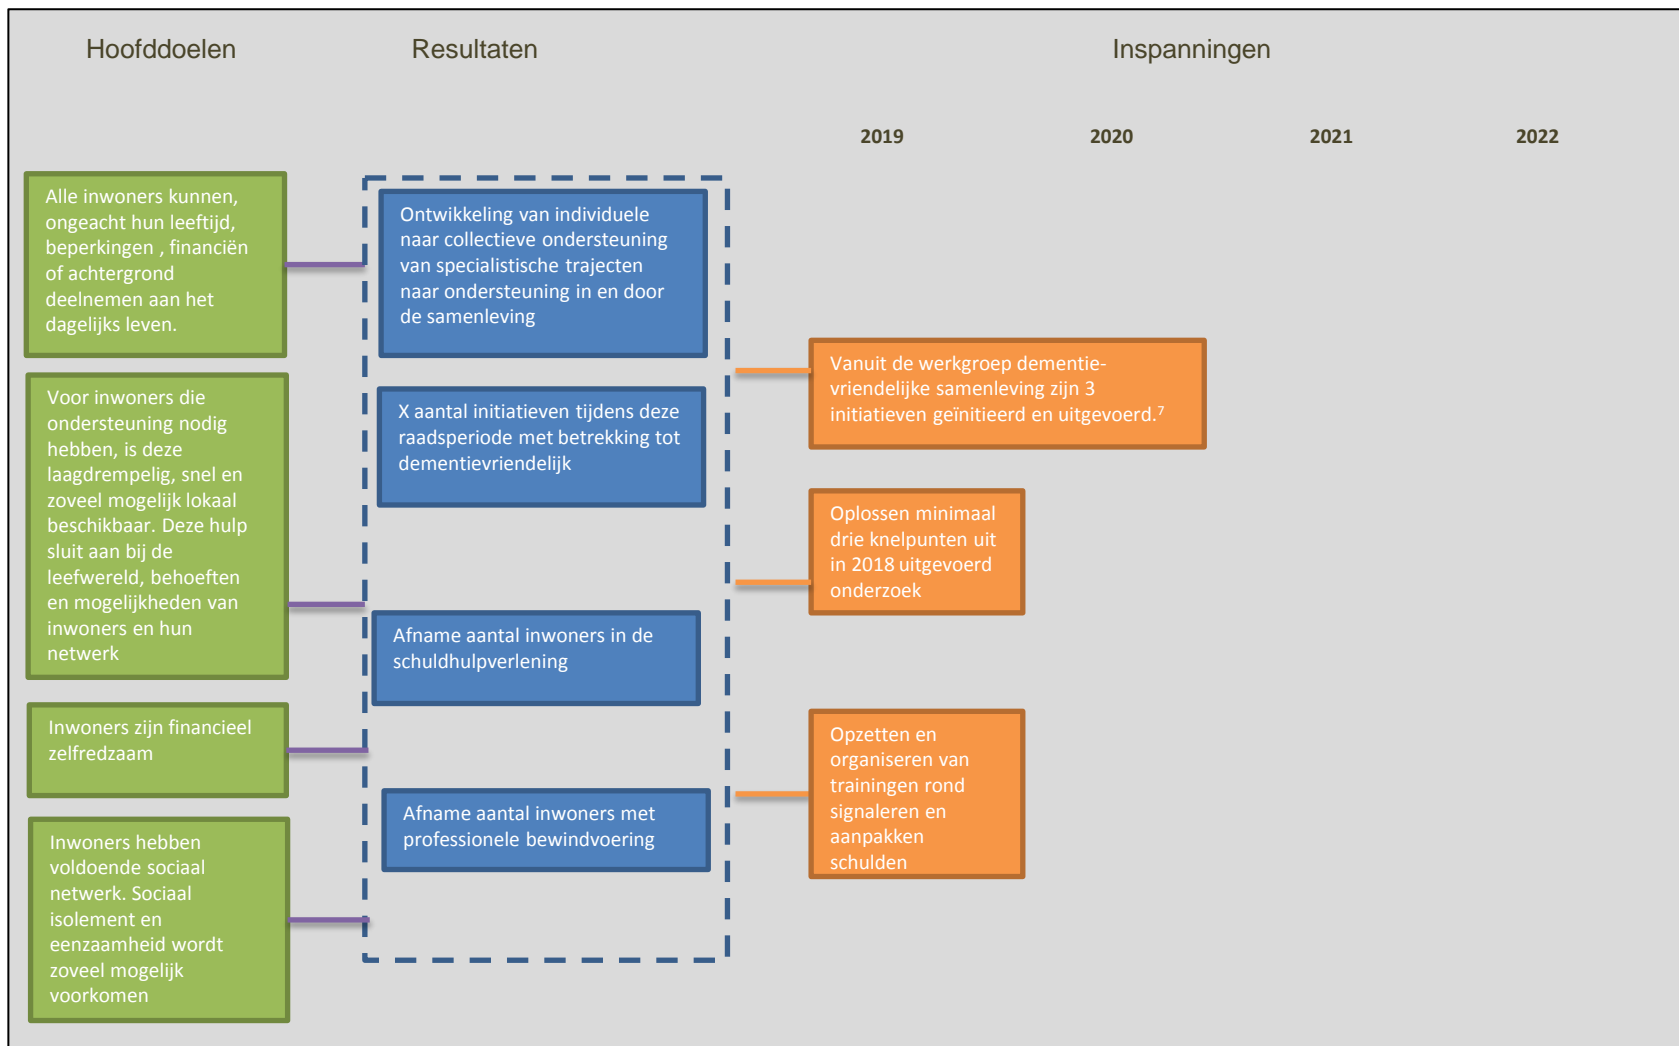 Hoofddoelen
Resultaten
Inspanningen
2019
2020
2021
2022
Alle inwoners kunnen,
ongeacht hun leeftijd,
beperkingen , financiën
of achtergrond
deelnemen aan het
dagelijks leven.
Voor inwoners die
ondersteuning nodig
hebben, is deze
laagdrempelig, snel en
zoveel mogelijk lokaal
beschikbaar. Deze hulp
sluit aan bij de
leefwereld, behoeften
en mogelijkheden van
inwoners en hun
netwerk
Inwoners zijn financieel
zelfredzaam
Inwoners hebben
voldoende sociaal
netwerk. Sociaal
isolement en
eenzaamheid wordt
zoveel mogelijk
voorkomen
Ontwikkeling van individuele
naar collectieve ondersteuning
van specialistische trajecten
naar ondersteuning in en door
de samenleving
X aantal initiatieven tijdens deze
raadsperiode met betrekking tot
dementievriendelijk
Afname aantal inwoners in de
schuldhulpverlening
Afname aantal inwoners met
professionele bewindvoering
Vanuit de werkgroep dementie-
vriendelijke samenleving zijn 3
initiatieven geïnitieerd en uitgevoerd.⁷
Oplossen minimaal
drie knelpunten uit
in 2018 uitgevoerd
onderzoek
Opzetten en
organiseren van
trainingen rond
signaleren en
aanpakken
schulden